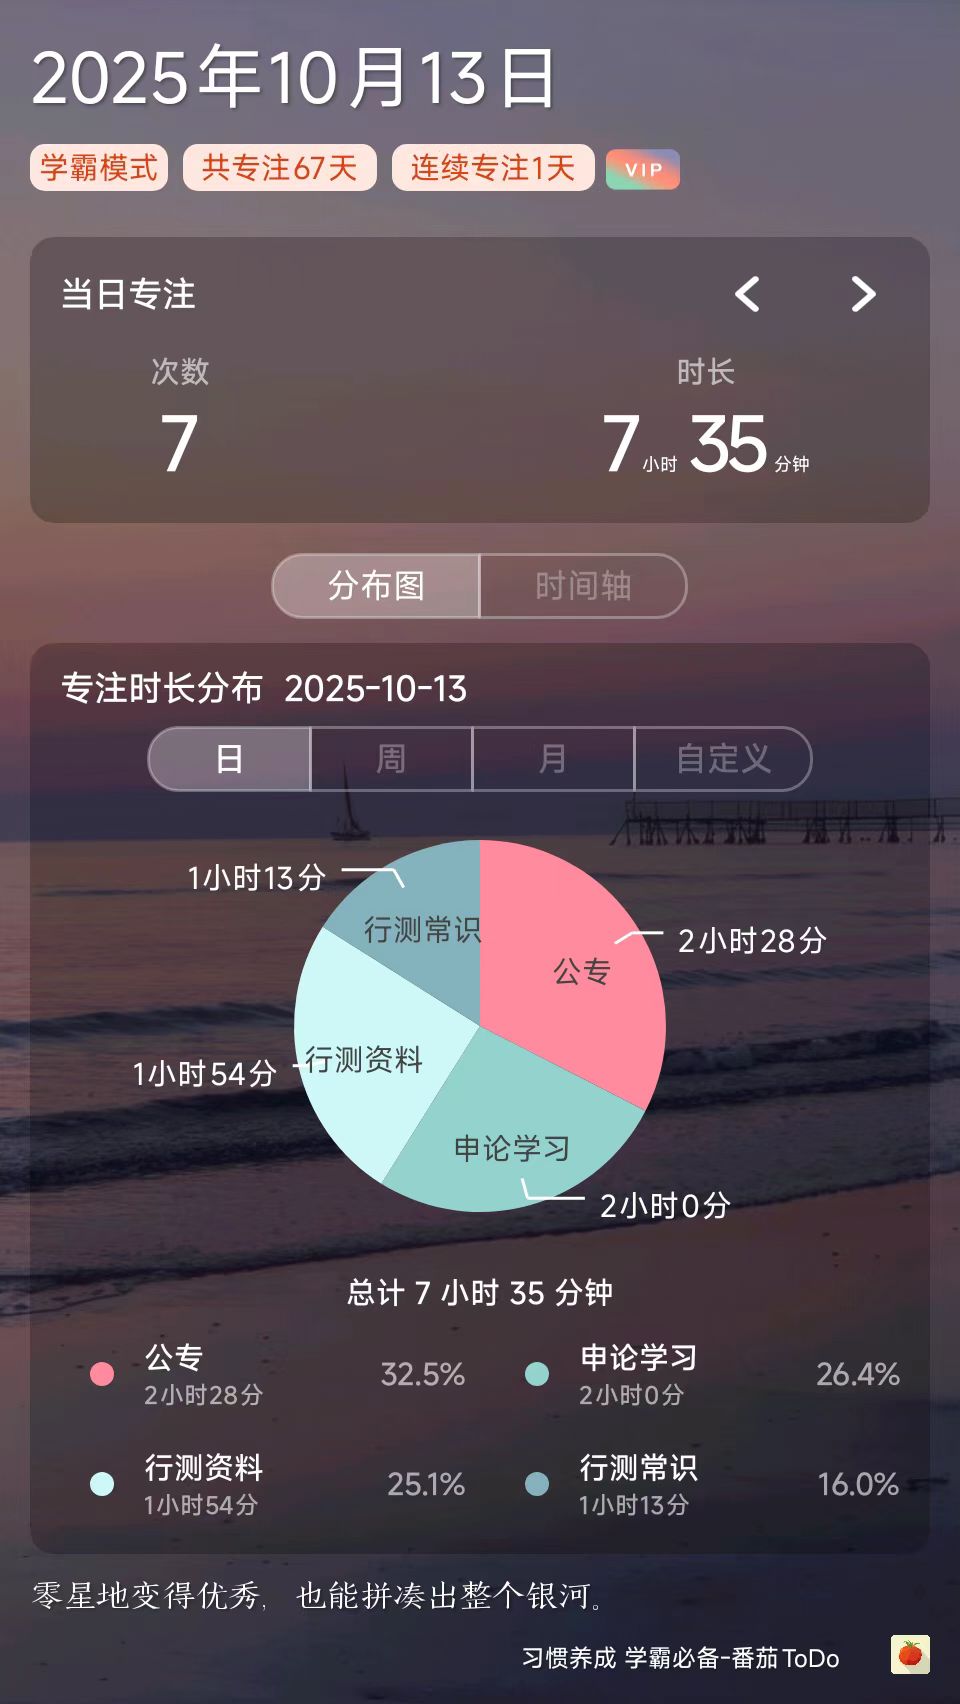 2025年10月13日
学霸模式 共专注67天 连续专注1天 VIP
当日专注
次数 时长
7 7小时35分钟
分布图 时间轴
专注时长分布 2025-10-13
日 周 月 自定义
1小时13分
行测常识
2小时28分
公专
行测资料
1小时54分
申论学习
2小时0分
总计 7 小时 35 分钟
公专 32.5%
2小时28分
申论学习 26.4%
2小时0分
行测资料 25.1%
1小时54分
行测常识 16.0%
1小时13分
零星地变得优秀，也能拼凑出整个银河。
习惯养成 学霸必备-番茄ToDo